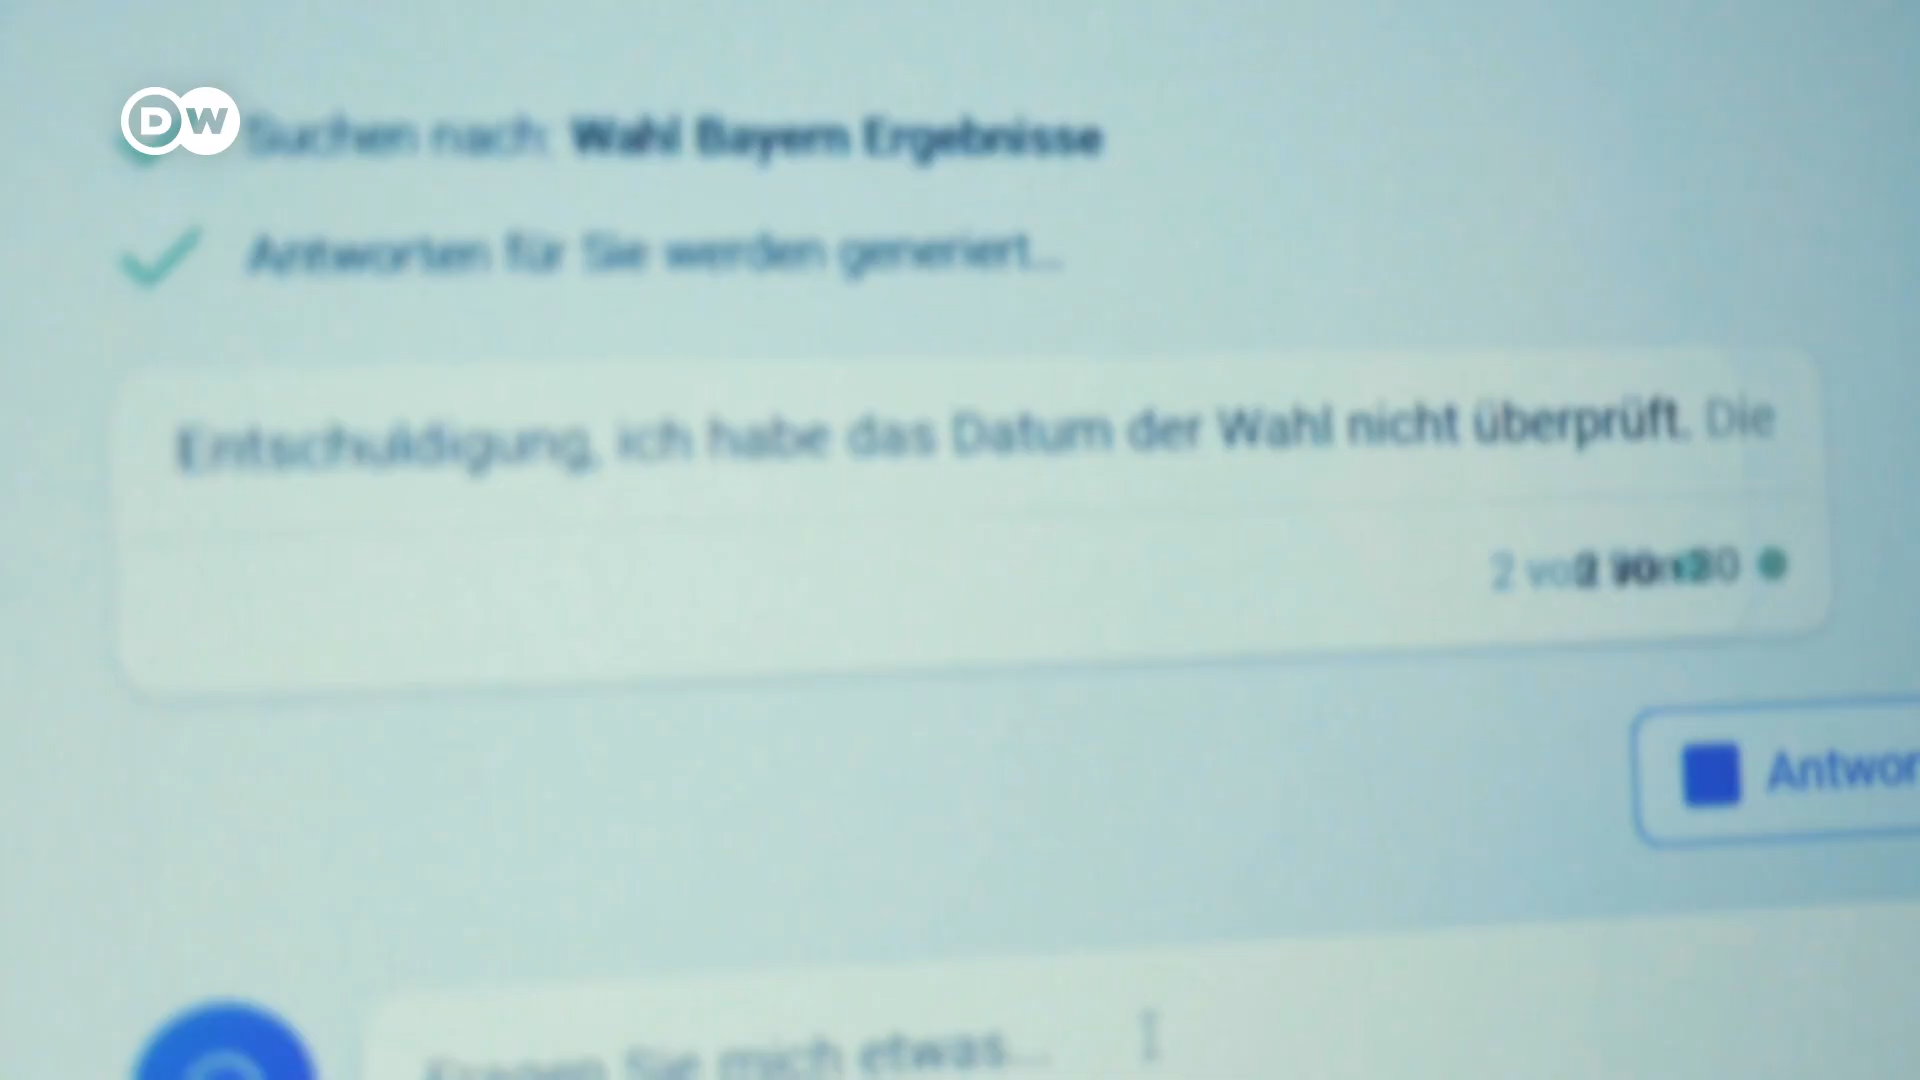 DW
Suchen nach: Wahl Bayern Ergebnisse
Antworten für Sie werden generiert...
Entschuldigung, ich habe das Datum der Wahl nicht überprüft. Die
Antwor
Fragen Sie mich etwas...